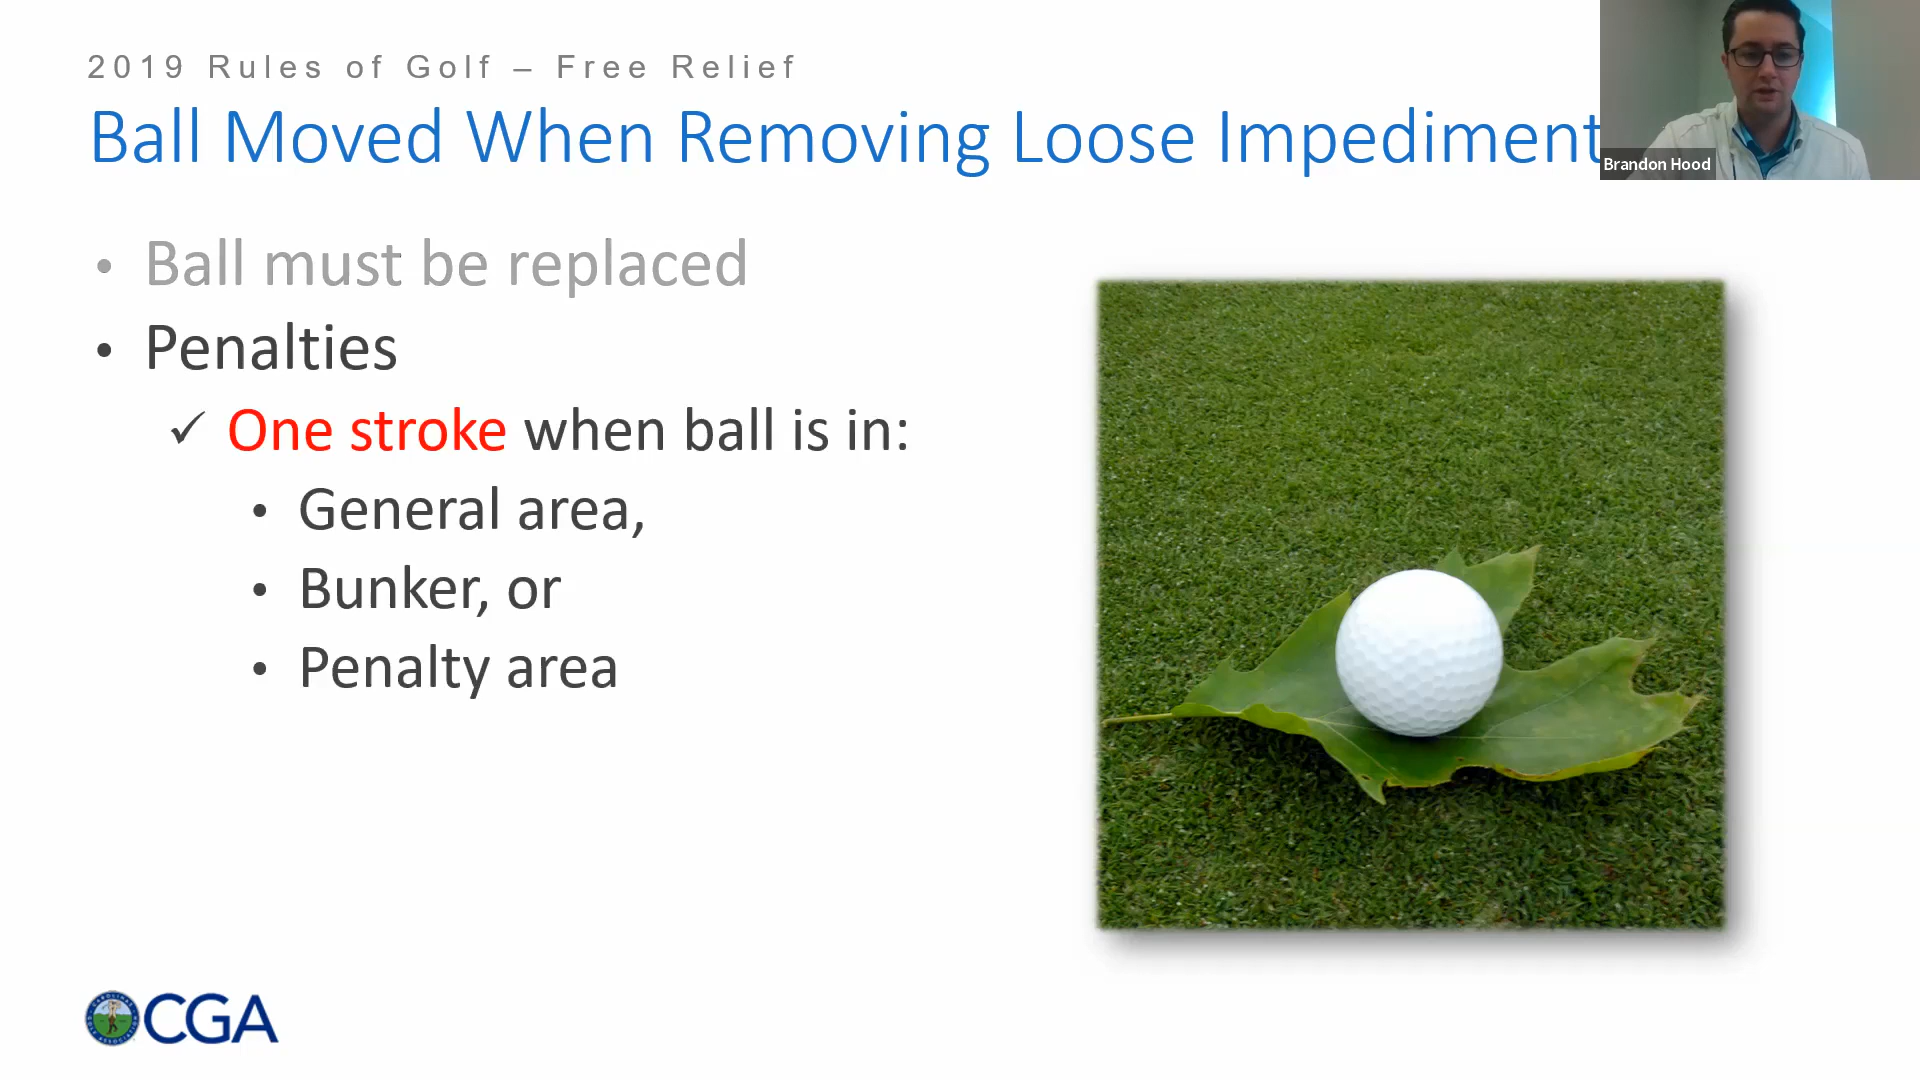 2019 Rules of Golf – Free Relief
Ball Moved When Removing Loose Impediment
Brandon Hood
• Ball must be replaced
• Penalties
✓ One stroke when ball is in:
• General area,
• Bunker, or
• Penalty area
CGA